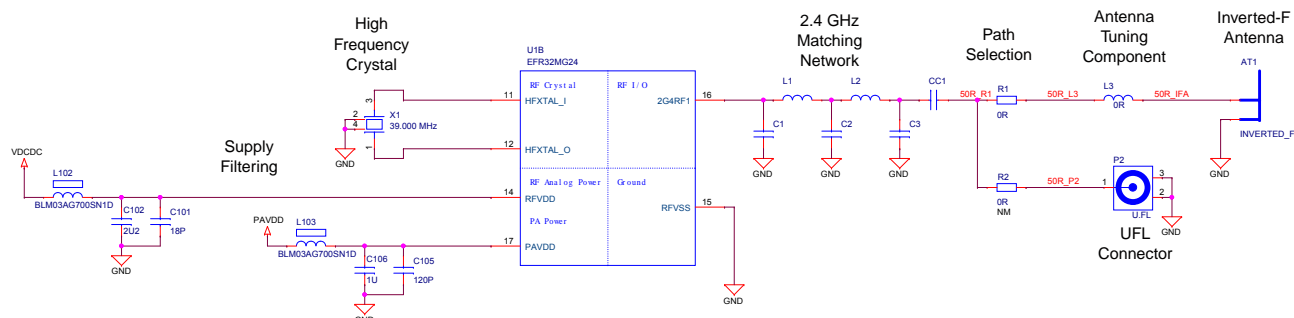 High
Frequency
Crystal
2.4 GHz
Matching
Network
Path
Selection
Antenna
Tuning
Component
Inverted-F
Antenna
U1B
EFR32MG24
RF Crystal
RF I/O
11
HFXTAL_I
2G4RF1
16
L1
L2
CC1
50R_R1
R1
0R
50R_L3
L3
0R
50R_IFA
AT1
INVERTED_F
3
2
4
X1
39.000 MHz
1
GND
12
HFXTAL_O
C1
C2
C3
GND
GND
GND
GND
Supply
Filtering
VDCDC
L102
BLM03AG700SN1D
C102
2U2
C101
18P
GND
RF Analog Power
Ground
14
RFVDD
RFVSS
15
PA Power
17
PAVDD
PAVDD
L103
BLM03AG700SN1D
C106
1U
C105
120P
GND
GND
R2
0R
NM
50R_P2
P2
1
3
2
U.FL
GND
UFL
Connector